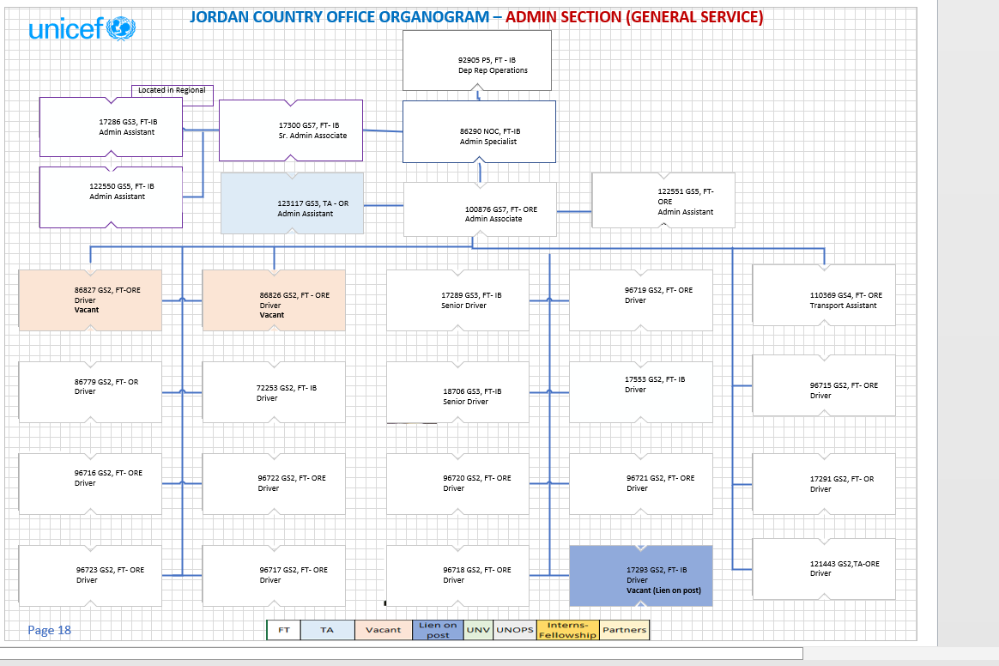 unicef
JORDAN COUNTRY OFFICE ORGANOGRAM – ADMIN SECTION (GENERAL SERVICE)
92905 P5, FT - IB
Dep Rep Operations
Located in Regional
17286 GS3, FT-IB
Admin Assistant
17300 GS7, FT- IB
Sr. Admin Associate
86290 NOC, FT-IB
Admin Specialist
122550 GS5, FT- IB
Admin Assistant
123117 GS3, TA - OR
Admin Assistant
100876 GS7, FT- ORE
Admin Associate
122551 GS5, FT-
ORE
Admin Assistant
86827 GS2, FT-ORE
Driver
Vacant
86826 GS2, FT - ORE
Driver
Vacant
17289 GS3, FT- IB
Senior Driver
96719 GS2, FT- ORE
Driver
110369 GS4, FT- ORE
Transport Assistant
86779 GS2, FT- OR
Driver
72253 GS2, FT- IB
Driver
18706 GS3, FT-IB
Senior Driver
17553 GS2, FT- IB
Driver
96715 GS2, FT- ORE
Driver
96716 GS2, FT- ORE
Driver
96722 GS2, FT- ORE
Driver
96720 GS2, FT- ORE
Driver
96721 GS2, FT- ORE
Driver
17291 GS2, FT- OR
Driver
96723 GS2, FT- ORE
Driver
96717 GS2, FT- ORE
Driver
96718 GS2, FT- ORE
Driver
17293 GS2, FT- IB
Driver
Vacant (Lien on post)
121443 GS2,TA-ORE
Driver
Page 18
FT
TA
Vacant
Lien on
post
UNV
UNOPS
Interns-
Fellowship
Partners